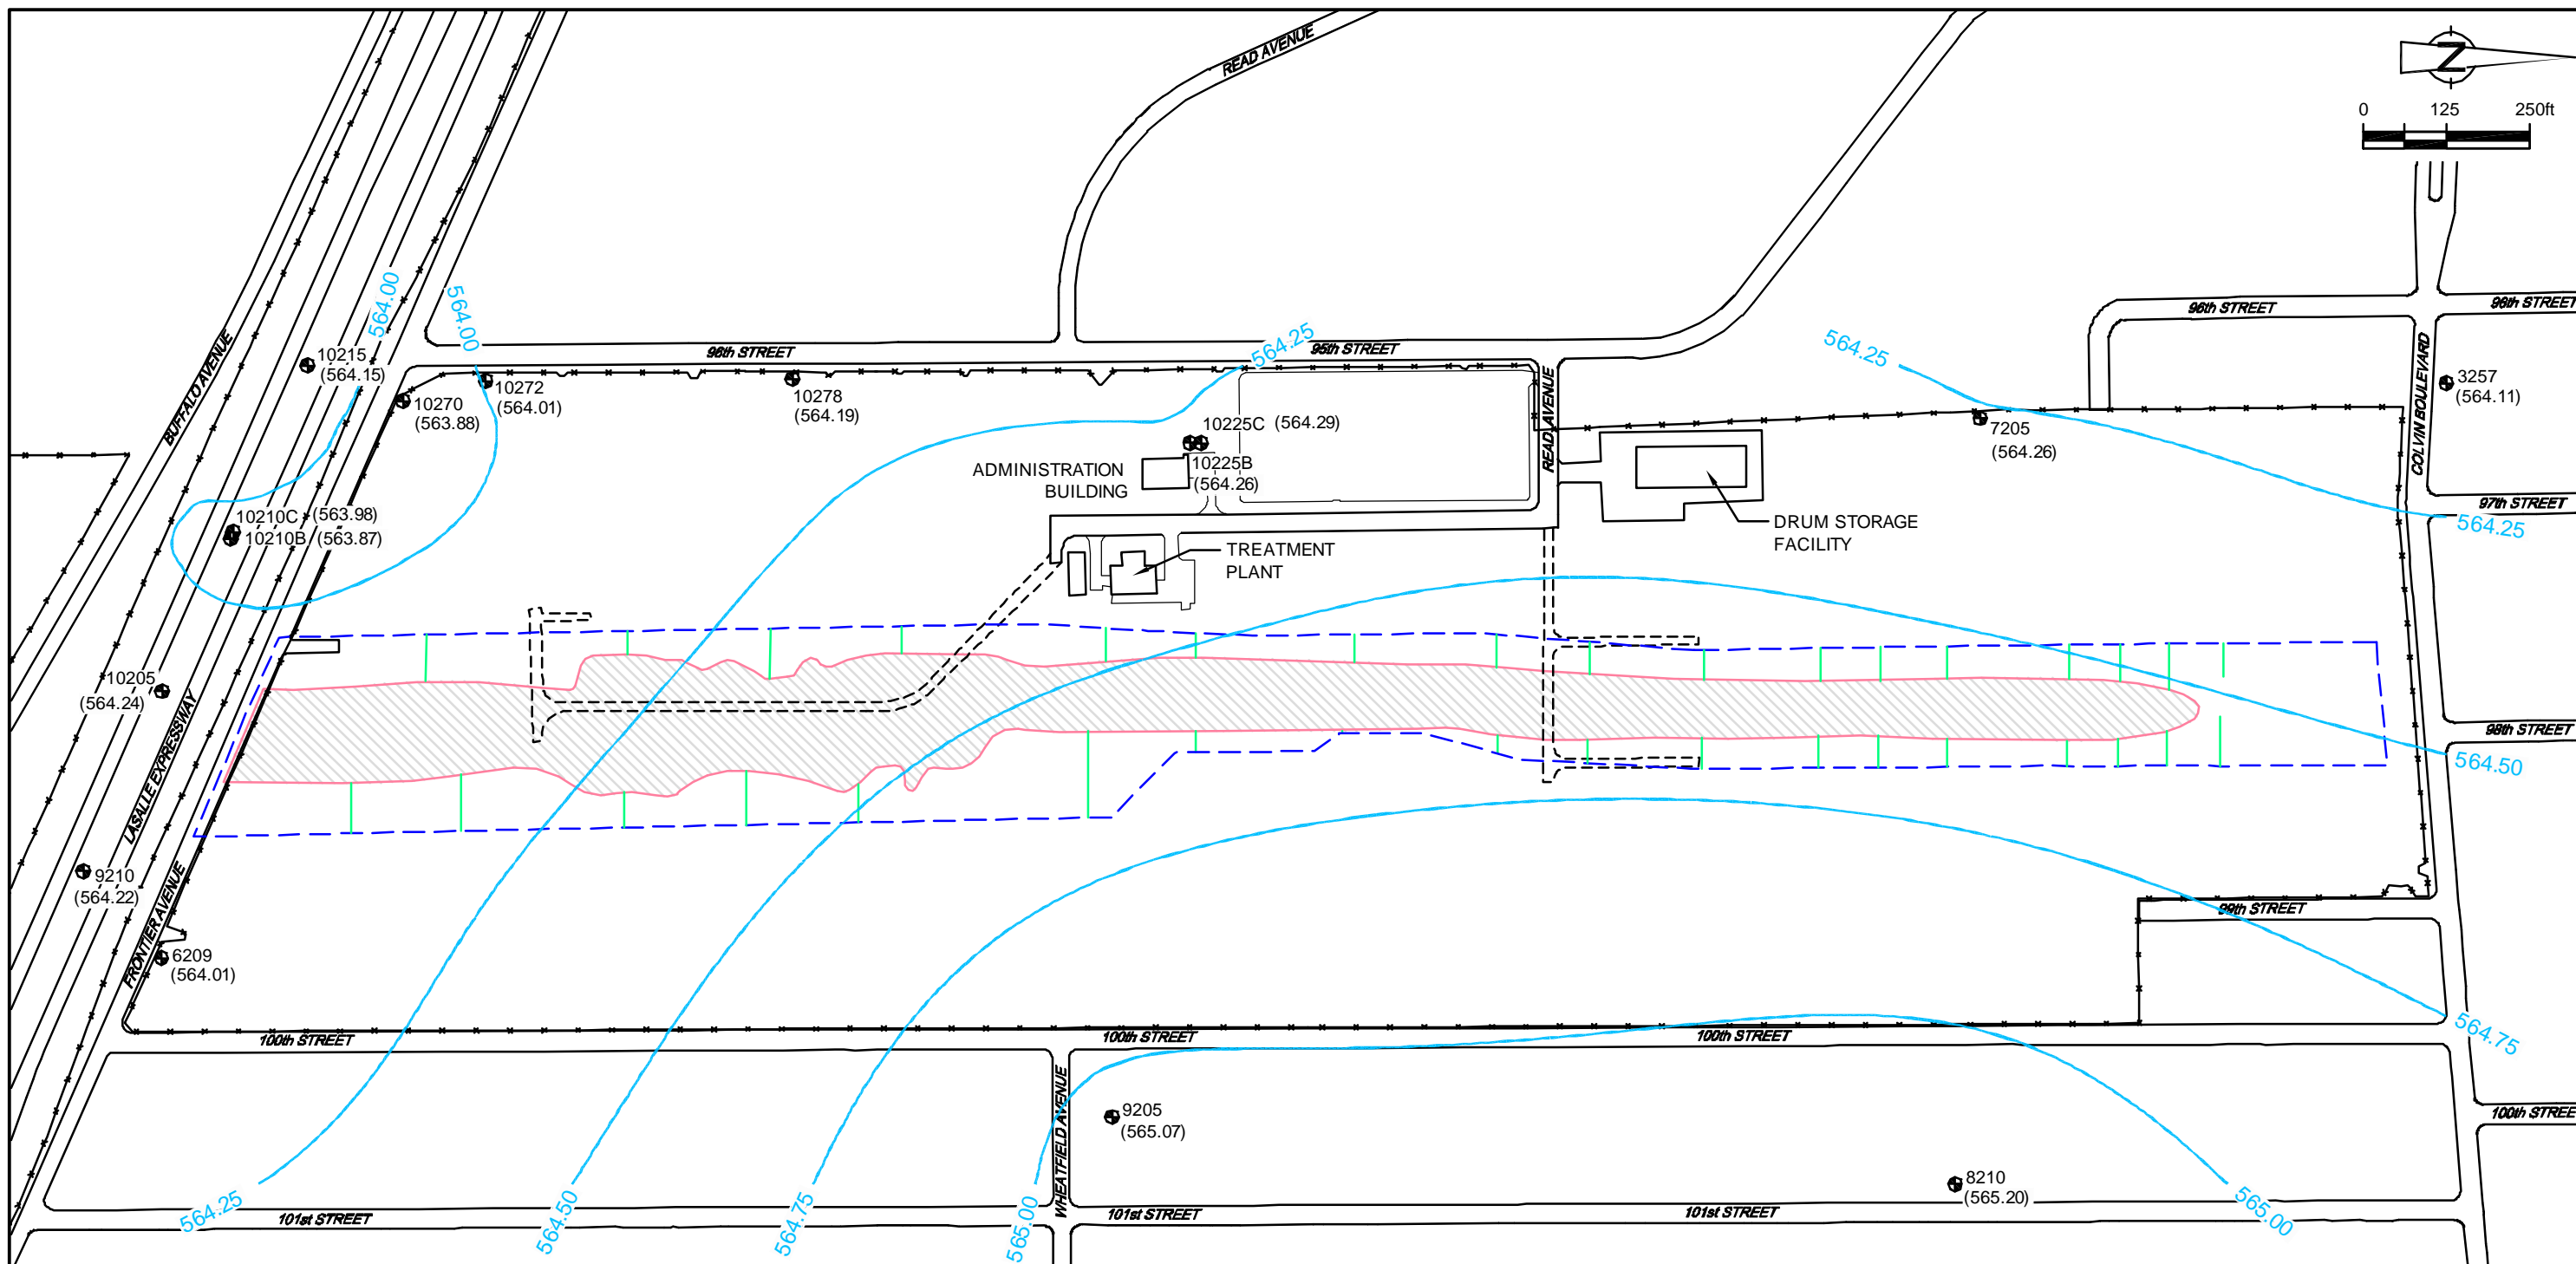 READ AVENUE
N
0 125 250ft
564.00
564.00
BUFFALO AVENUE
10215
(564.15)
10270
(563.88)
10272
(564.01)
96th STREET
10278
(564.19)
564.25
95th STREET
READ AVENUE
564.25
96th STREET
96th STREET
COLVIN BOULEVARD
3257
(564.11)
7205
(564.26)
10225C (564.29)
10225B
(564.26)
ADMINISTRATION
BUILDING
97th STREET
564.25
10210C (563.98)
10210B (563.87)
DRUM STORAGE
FACILITY
TREATMENT
PLANT
10205
(564.24)
LASALLE EXPRESSWAY
98th STREET
564.50
9210
(564.22)
FRONTIER AVENUE
6209
(564.01)
99th STREET
564.75
100th STREET
100th STREET
100th STREET
WHEATFIELD AVENUE
9205
(565.07)
100th STREE
8210
(565.20)
564.25
564.50
564.75
565.00
565.00
101st STREET
101st STREET
101st STREET